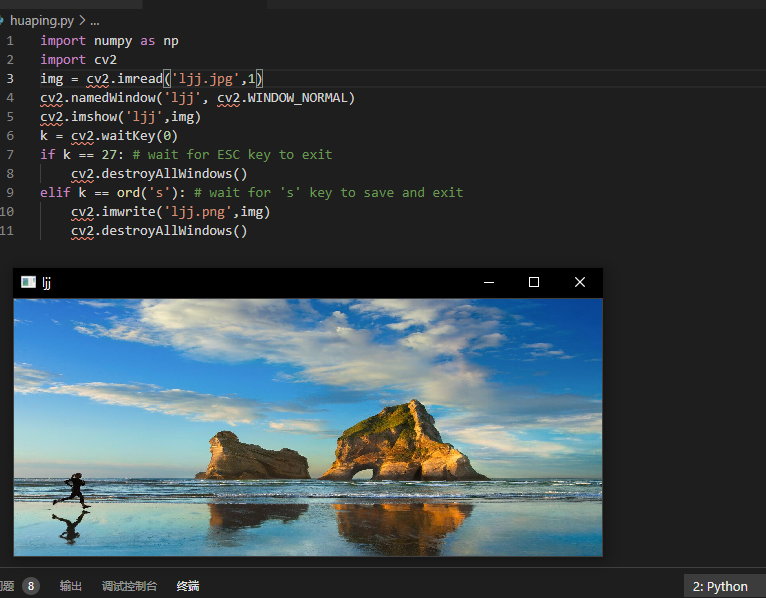 huaping.py > ...
1 import numpy as np
2 import cv2
3 img = cv2.imread('ljj.jpg',1)
4 cv2.namedWindow('ljj', cv2.WINDOW_NORMAL)
5 cv2.imshow('ljj',img)
6 k = cv2.waitKey(0)
7 if k == 27: # wait for ESC key to exit
8     cv2.destroyAllWindows()
9 elif k == ord('s'): # wait for 's' key to save and exit
10     cv2.imwrite('ljj.png',img)
11     cv2.destroyAllWindows()
ljj
问题 8 输出 调试控制台 终端 2: Python